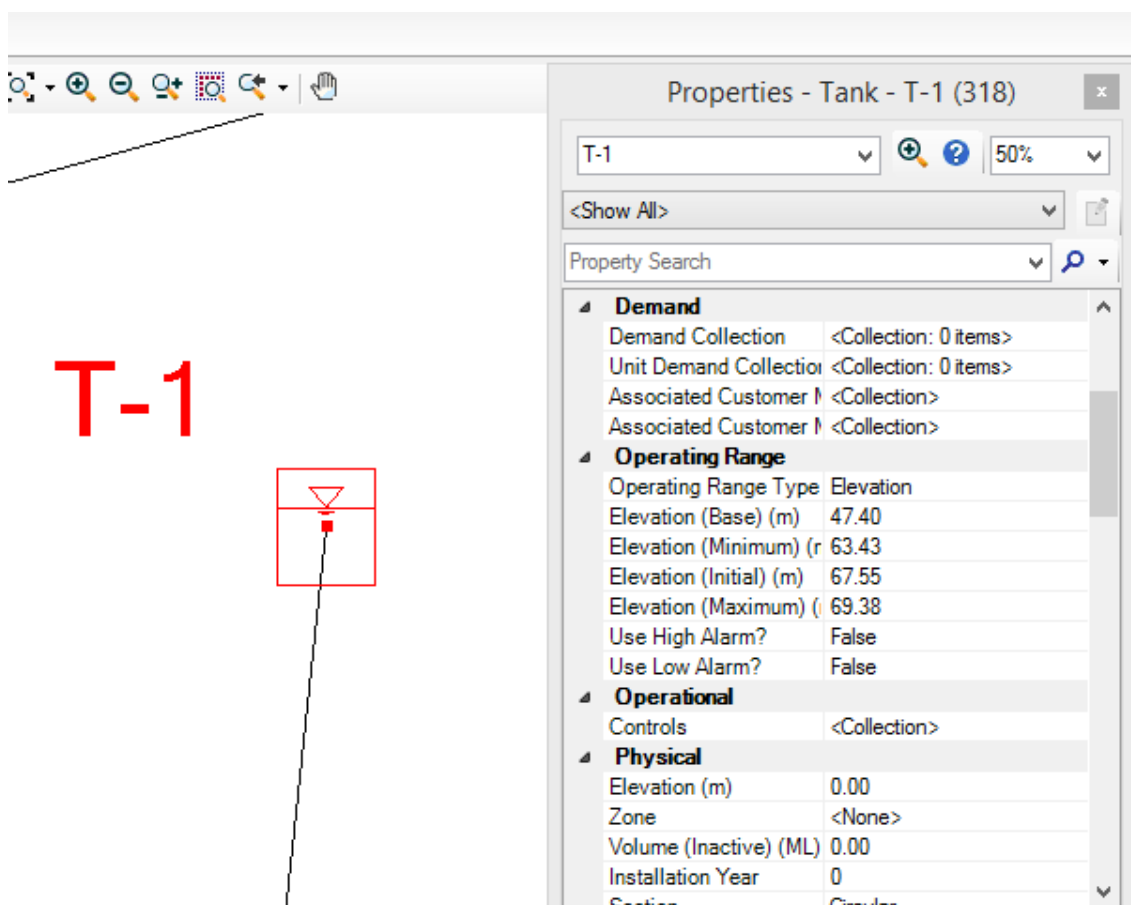 Properties - Tank - T-1 (318)
T-1
50%
<Show All>
Property Search
Demand
Demand Collection <Collection: 0 items>
Unit Demand Collection <Collection: 0 items>
Associated Customer <Collection>
Associated Customer <Collection>
Operating Range
Operating Range Type Elevation
Elevation (Base) (m) 47.40
Elevation (Minimum) ( 63.43
Elevation (Initial) (m) 67.55
Elevation (Maximum) ( 69.38
Use High Alarm? False
Use Low Alarm? False
Operational
Controls <Collection>
Physical
Elevation (m) 0.00
Zone <None>
Volume (Inactive) (ML) 0.00
Installation Year 0
T-1